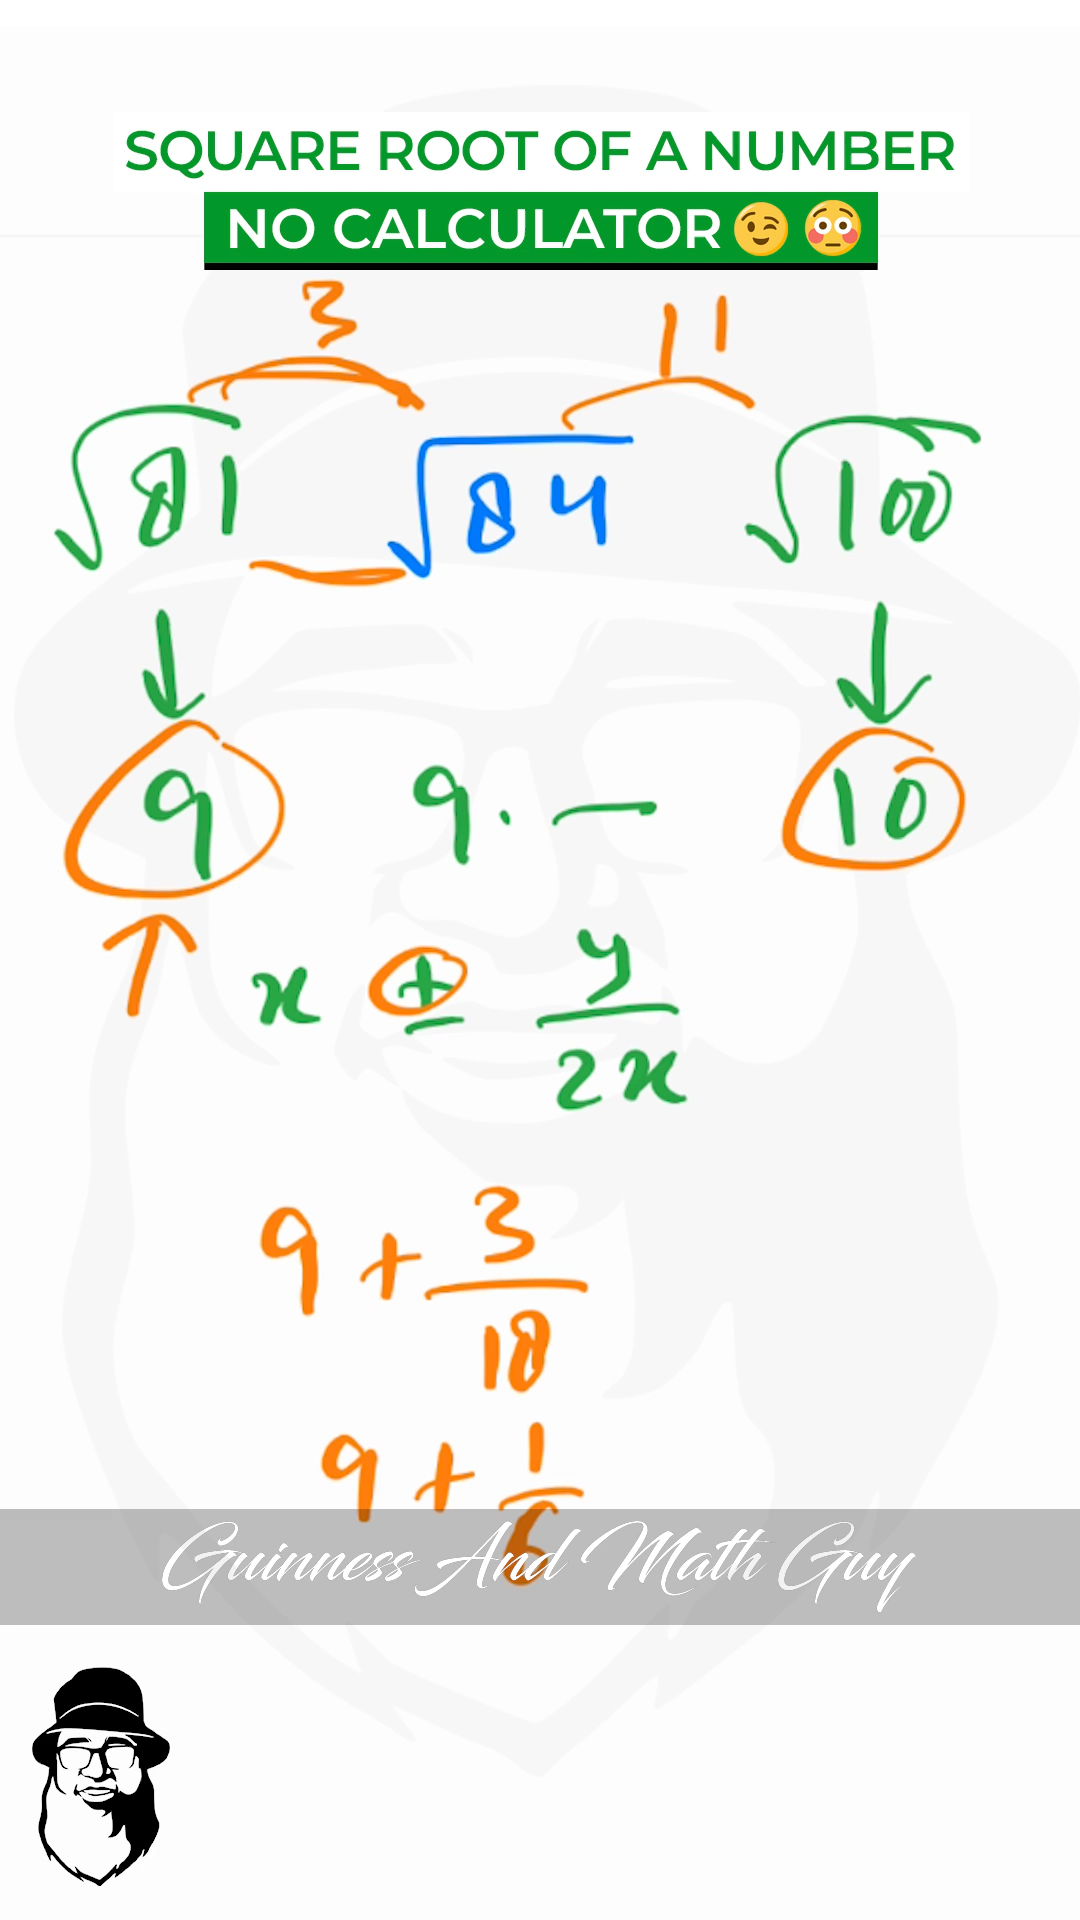 SQUARE ROOT OF A NUMBER
NO CALCULATOR😉😳
3 11
√81 √84 √100
9 9.— 10
x ± y/2x
9 + 3/18
9 + 1/6
Guinness And Math Guy